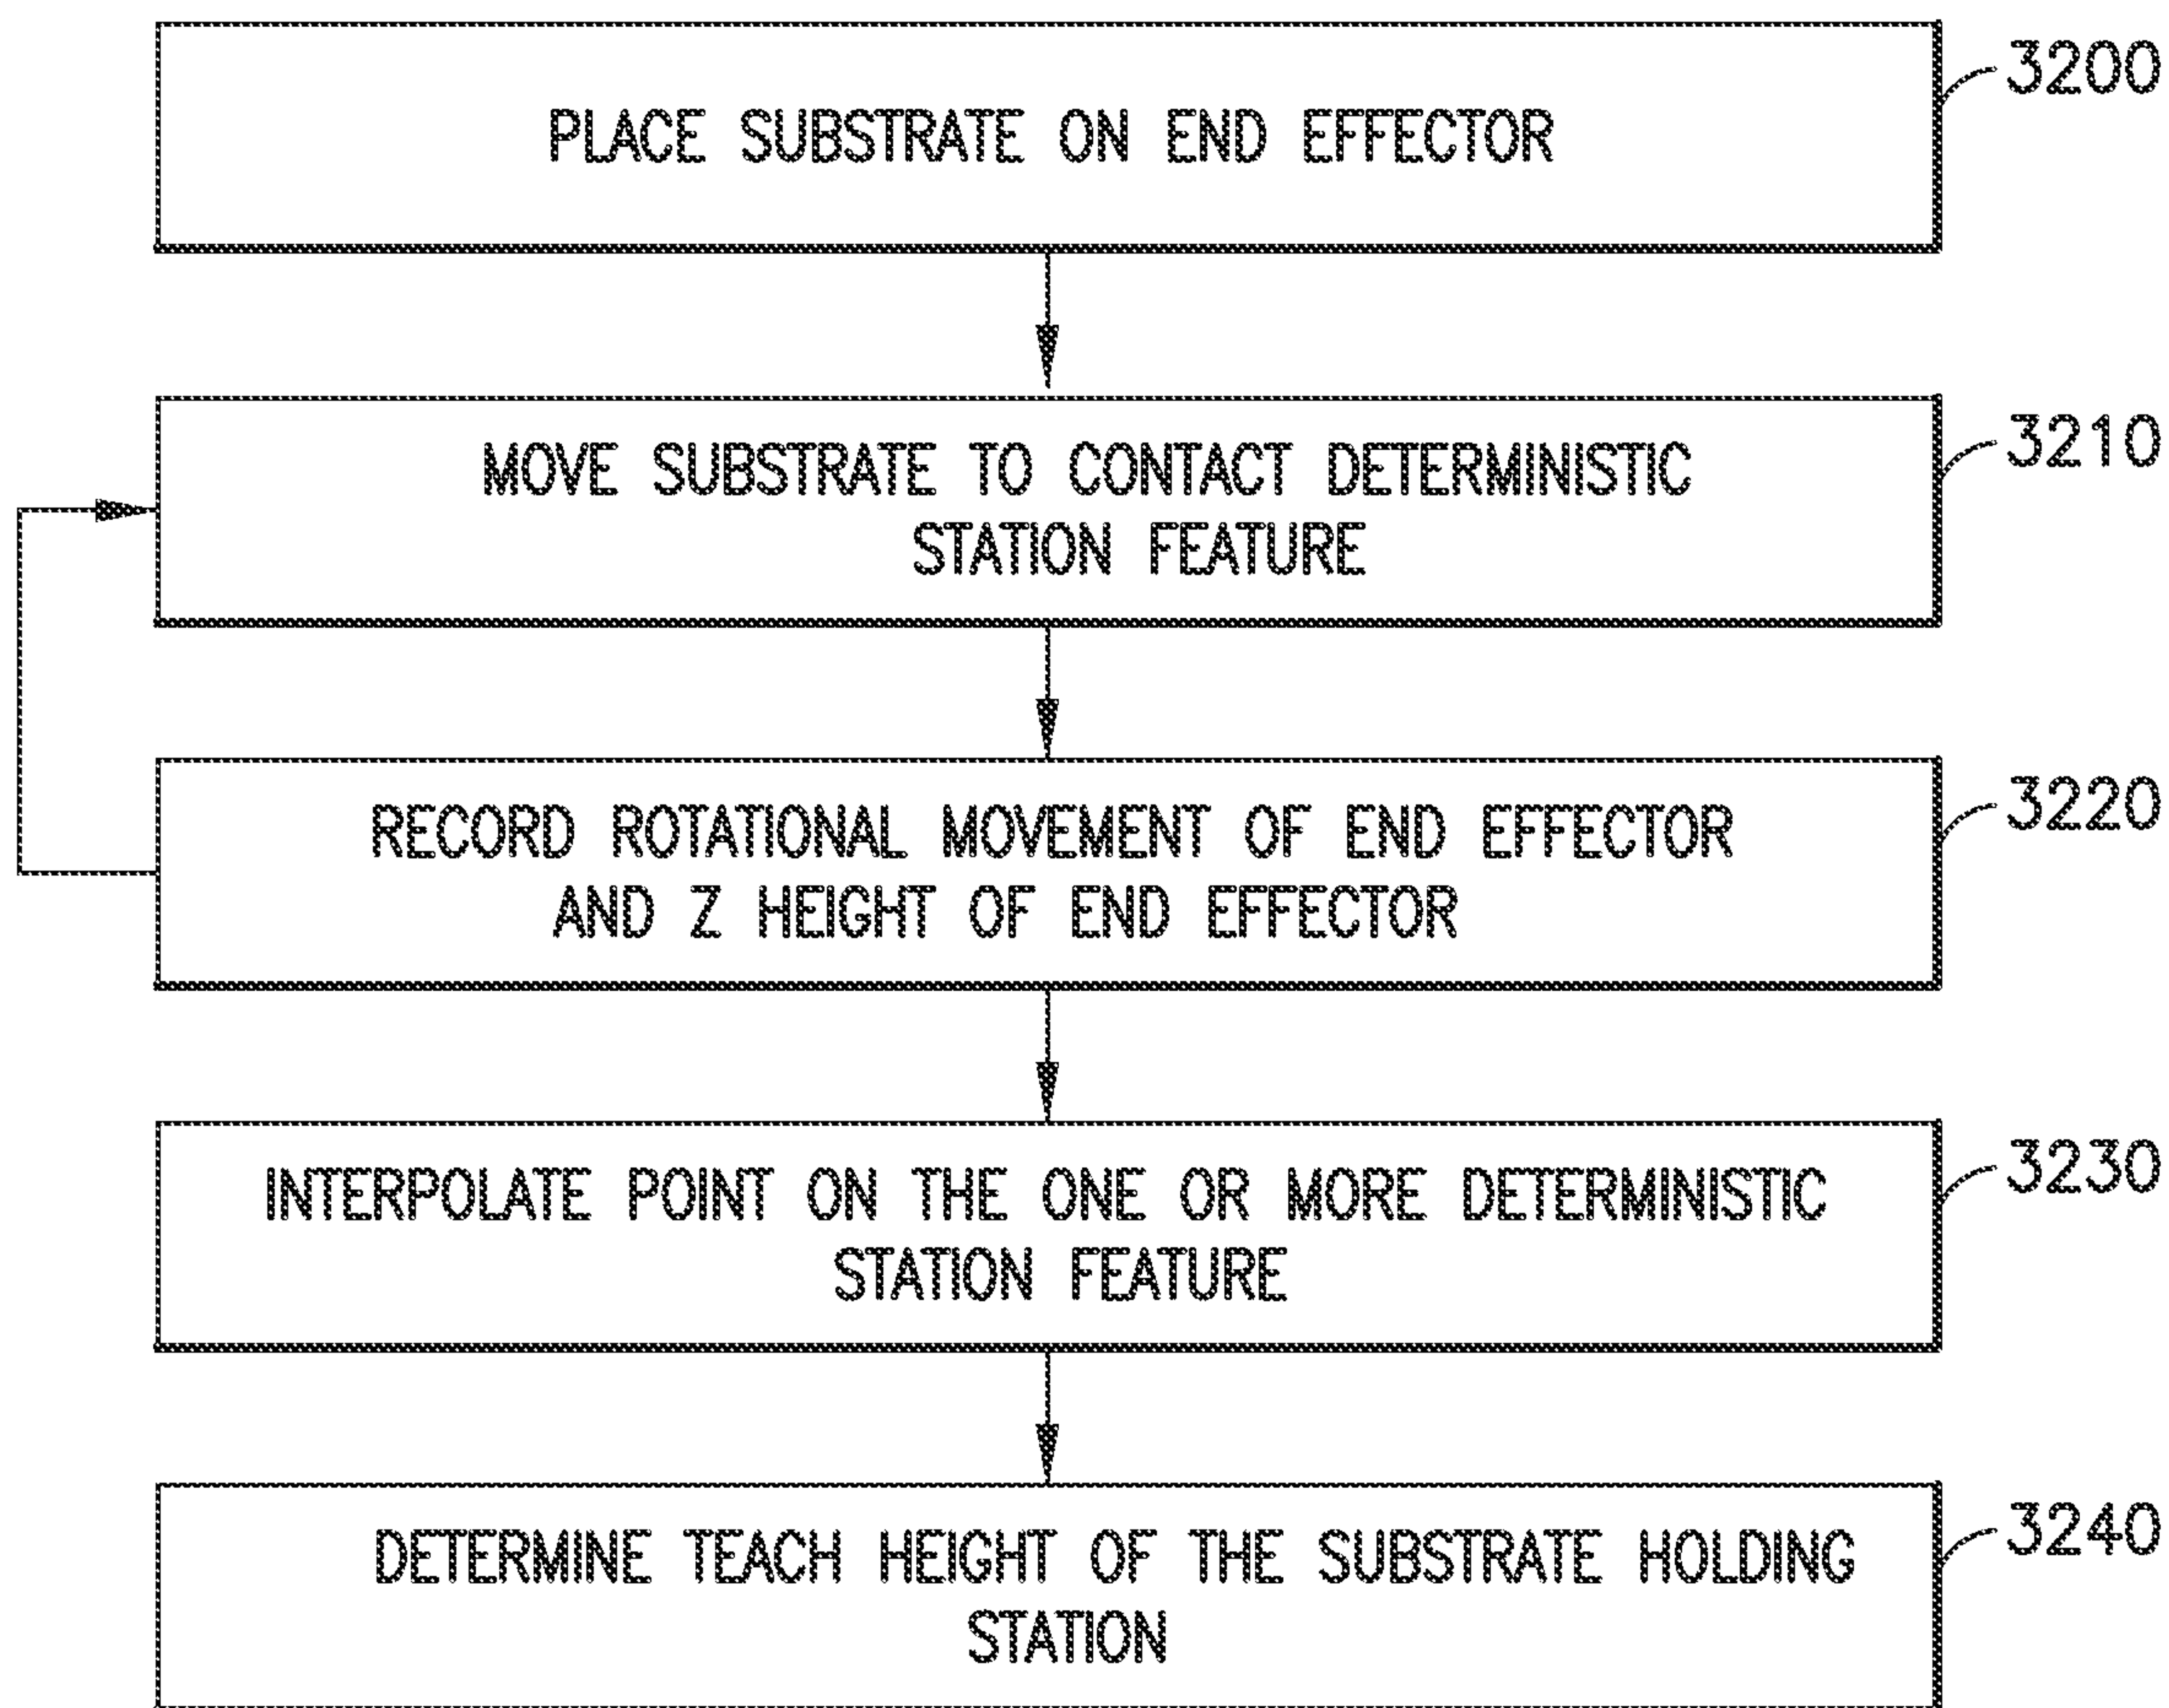 PLACE SUBSTRATE ON END EFFECTOR
3200
MOVE SUBSTRATE TO CONTACT DETERMINISTIC
STATION FEATURE
3210
RECORD ROTATIONAL MOVEMENT OF END EFFECTOR
AND Z HEIGHT OF END EFFECTOR
3220
INTERPOLATE POINT ON THE ONE OR MORE DETERMINISTIC
STATION FEATURE
3230
DETERMINE TEACH HEIGHT OF THE SUBSTRATE HOLDING
STATION
3240